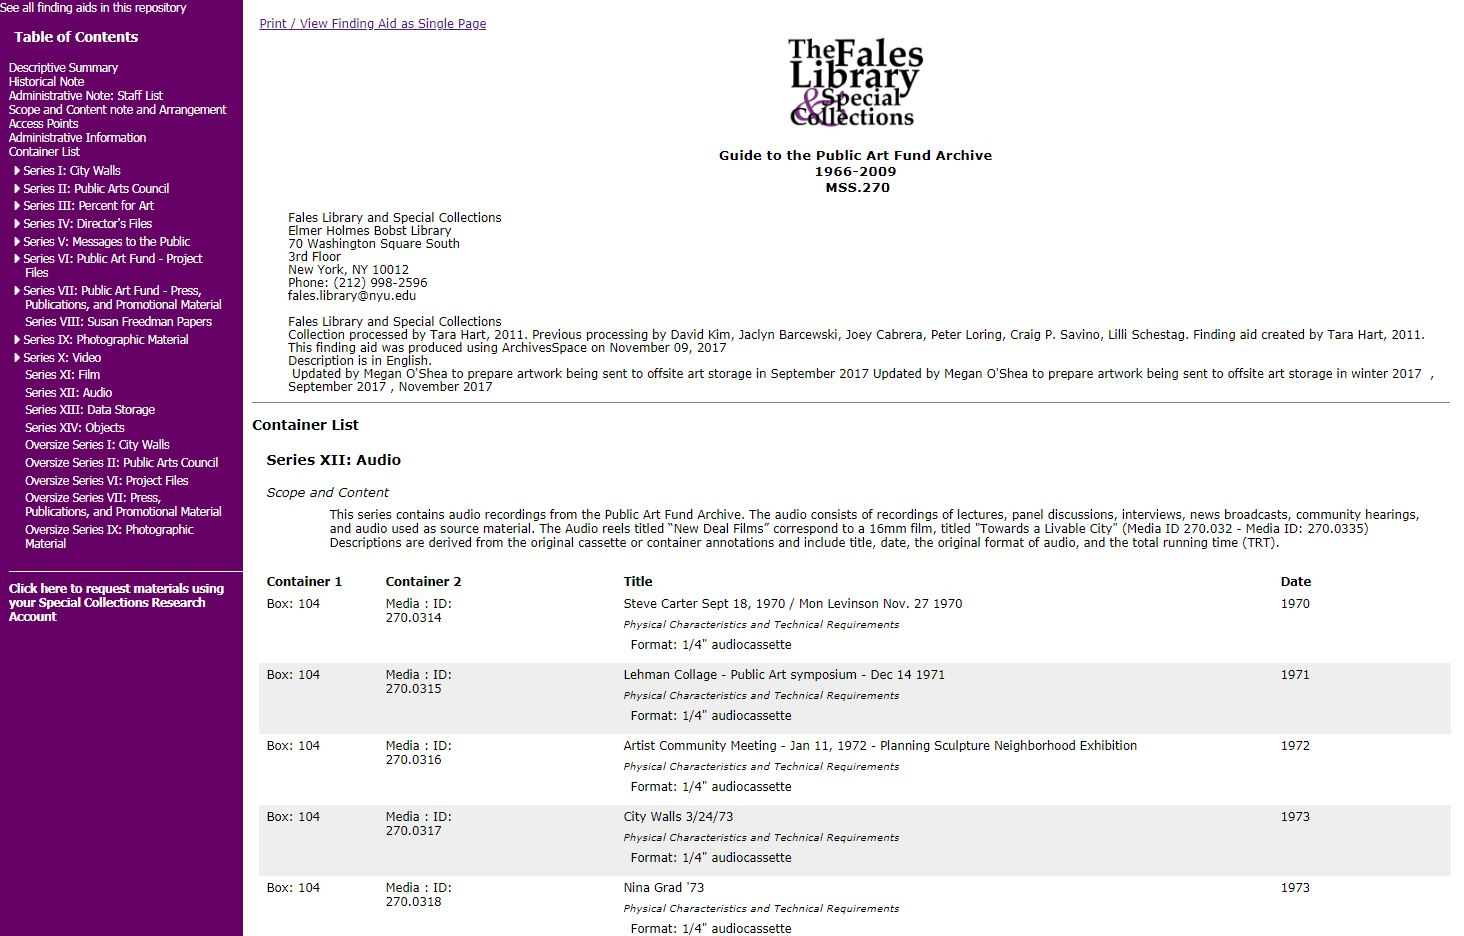 See all finding aids in this repository
Table of Contents
Descriptive Summary
Historical Note
Administrative Note: Staff List
Scope and Content note and Arrangement
Access Points
Administrative Information
Container List
Series I: City Walls
Series II: Public Arts Council
Series III: Percent for Art
Series IV: Director's Files
Series V: Messages to the Public
Series VI: Public Art Fund - Project
Files
Series VII: Public Art Fund - Press,
Publications, and Promotional Material
Series VIII: Susan Freedman Papers
Series IX: Photographic Material
Series X: Video
Series XI: Film
Series XII: Audio
Series XIII: Data Storage
Series XIV: Objects
Oversize Series I: City Walls
Oversize Series II: Public Arts Council
Oversize Series VI: Project Files
Oversize Series VII: Press,
Publications, and Promotional Material
Oversize Series IX: Photographic
Material
Click here to request materials using
your Special Collections Research
Account
Print / View Finding Aid as Single Page
The Fales
Library
& Special
Collections
Guide to the Public Art Fund Archive
1966-2009
MSS.270
Fales Library and Special Collections
Elmer Holmes Bobst Library
70 Washington Square South
3rd Floor
New York, NY 10012
Phone: (212) 998-2596
fales.library@nyu.edu
Fales Library and Special Collections
Collection processed by Tara Hart, 2011. Previous processing by David Kim, Jaclyn Barcewski, Joey Cabrera, Peter Loring, Craig P. Savino, Lilli Schestag. Finding aid created by Tara Hart, 2011.
This finding aid was produced using ArchivesSpace on November 09, 2017
Description is in English.
Updated by Megan O'Shea to prepare artwork being sent to offsite art storage in September 2017 Updated by Megan O'Shea to prepare artwork being sent to offsite art storage in winter 2017 ,
September 2017 , November 2017
Container List
Series XII: Audio
Scope and Content
This series contains audio recordings from the Public Art Fund Archive. The audio consists of recordings of lectures, panel discussions, interviews, news broadcasts, community hearings,
and audio used as source material. The Audio reels titled “New Deal Films” correspond to a 16mm film, titled "Towards a Livable City" (Media ID 270.032 - Media ID: 270.0335)
Descriptions are derived from the original cassette or container annotations and include title, date, the original format of audio, and the total running time (TRT).
Container 1 Container 2 Title Date
Box: 104 Media : ID: Steve Carter Sept 18, 1970 / Mon Levinson Nov. 27 1970 1970
270.0314
Physical Characteristics and Technical Requirements
Format: 1/4" audiocassette
Box: 104 Media : ID: Lehman Collage - Public Art symposium - Dec 14 1971 1971
270.0315
Physical Characteristics and Technical Requirements
Format: 1/4" audiocassette
Box: 104 Media : ID: Artist Community Meeting - Jan 11, 1972 - Planning Sculpture Neighborhood Exhibition 1972
270.0316
Physical Characteristics and Technical Requirements
Format: 1/4" audiocassette
Box: 104 Media : ID: City Walls 3/24/73 1973
270.0317
Physical Characteristics and Technical Requirements
Format: 1/4" audiocassette
Box: 104 Media : ID: Nina Grad '73 1973
270.0318
Physical Characteristics and Technical Requirements
Format: 1/4" audiocassette